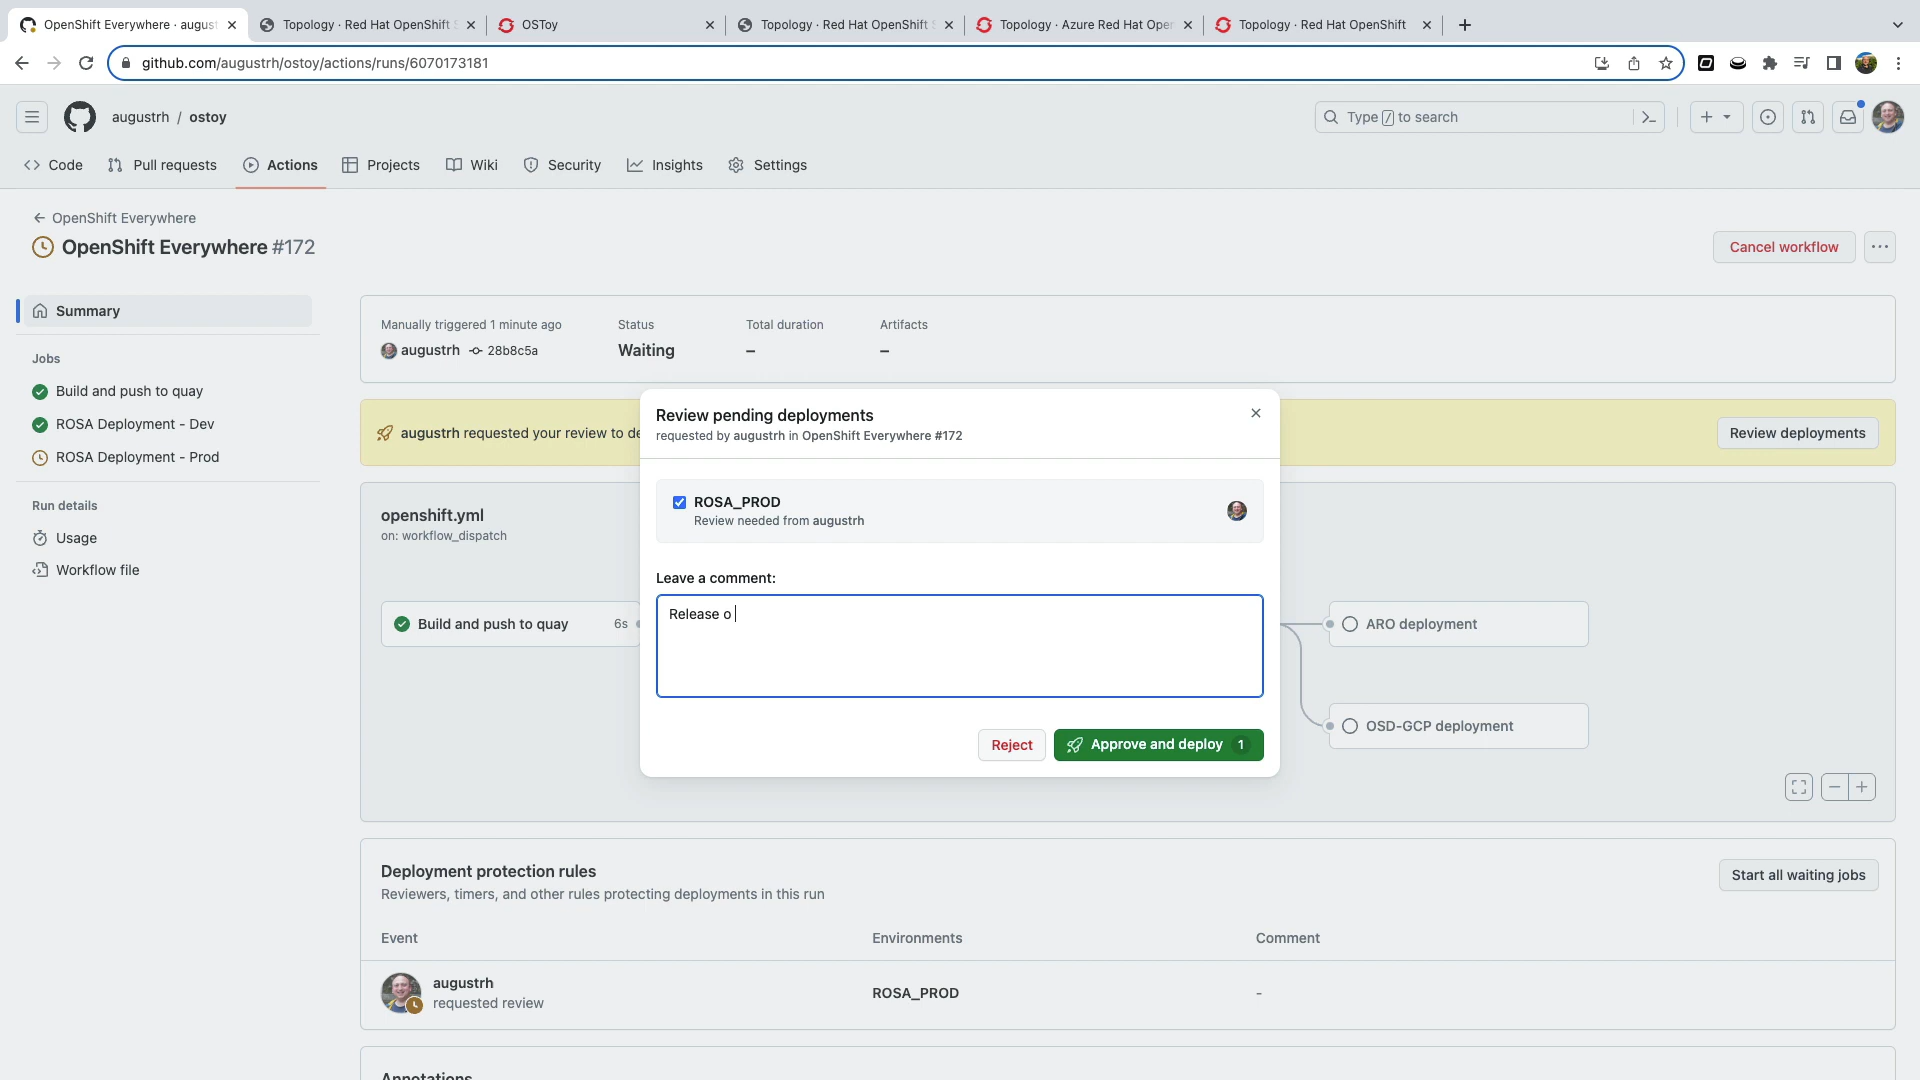 OpenShift Everywhere · august
Topology · Red Hat OpenShift S
OSToy
Topology · Red Hat OpenShift S
Topology · Azure Red Hat Open
Topology · Red Hat OpenShift
github.com/augustrh/ostoy/actions/runs/6070173181
augustrh / ostoy
Type / to search
Code
Pull requests
Actions
Projects
Wiki
Security
Insights
Settings
OpenShift Everywhere
OpenShift Everywhere #172
Cancel workflow
Summary
Jobs
Build and push to quay
ROSA Deployment - Dev
ROSA Deployment - Prod
Run details
Usage
Workflow file
Manually triggered 1 minute ago
augustrh 28b8c5a
Status
Waiting
Total duration
–
Artifacts
–
augustrh requested your review to de
Review deployments
openshift.yml
on: workflow_dispatch
Build and push to quay 6s
ARO deployment
OSD-GCP deployment
Review pending deployments
requested by augustrh in OpenShift Everywhere #172
ROSA_PROD
Review needed from augustrh
Leave a comment:
Release o
Reject
Approve and deploy 1
Deployment protection rules
Reviewers, timers, and other rules protecting deployments in this run
Start all waiting jobs
Event Environments Comment
augustrh
requested review
ROSA_PROD
-
Annotations